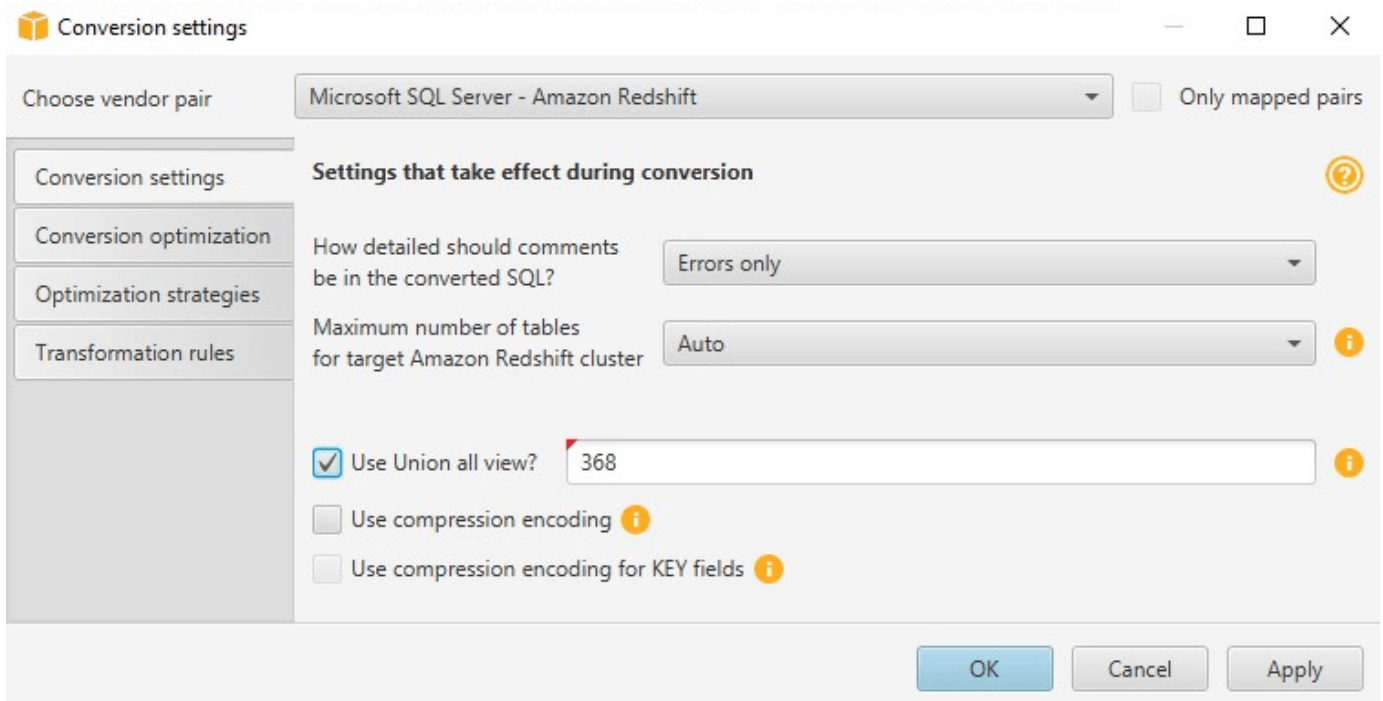 Conversion settings
Choose vendor pair
Microsoft SQL Server - Amazon Redshift
Only mapped pairs
Conversion settings
Conversion optimization
Optimization strategies
Transformation rules
Settings that take effect during conversion
How detailed should comments
be in the converted SQL?
Errors only
Maximum number of tables
for target Amazon Redshift cluster
Auto
Use Union all view?
368
Use compression encoding
Use compression encoding for KEY fields
OK
Cancel
Apply